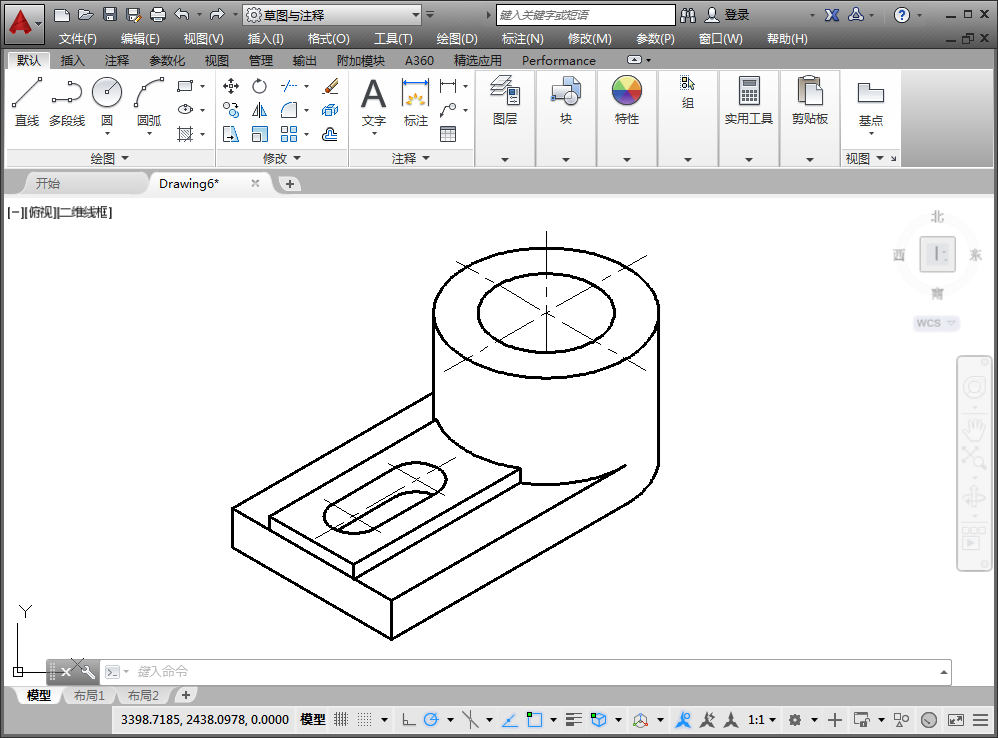 草图与注释
键入关键字或短语
登录
文件(F) 编辑(E) 视图(V) 插入(I) 格式(O) 工具(T) 绘图(D) 标注(N) 修改(M) 参数(P) 窗口(W) 帮助(H)
默认 插入 注释 参数化 视图 管理 输出 附加模块 A360 精选应用 Performance
直线 多段线 圆 圆弧 文字 标注 图层 块 特性 组 实用工具 剪贴板 基点
绘图 修改 注释 视图
开始 Drawing6*
[-][俯视][二维线框]
北
西 东
南
WCS
Y
键入命令
模型 布局1 布局2
3398.7185, 2438.0978, 0.0000 模型 1:1